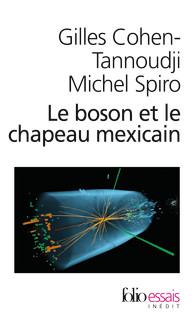 Gilles Cohen-
Tannoudji
Michel Spiro
Le boson et le
chapeau mexicain
folio essais
INÉDIT